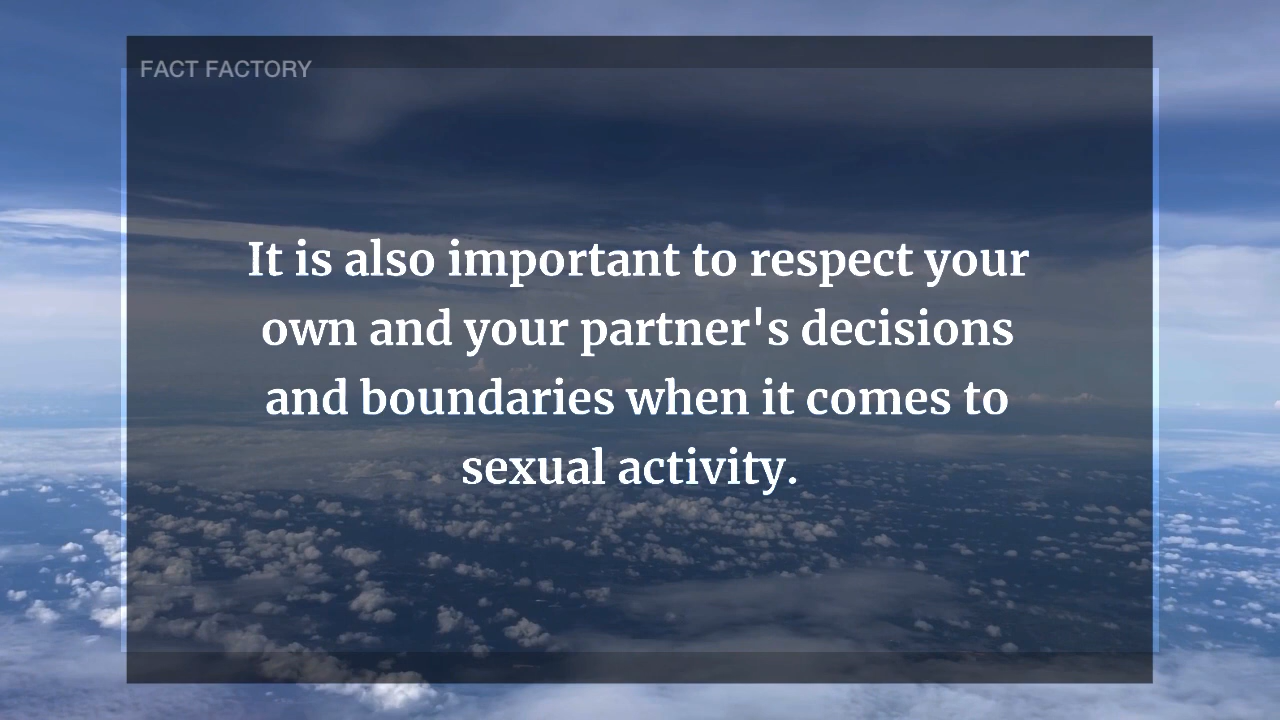 FACT FACTORY
It is also important to respect your
own and your partner's decisions
and boundaries when it comes to
sexual activity.